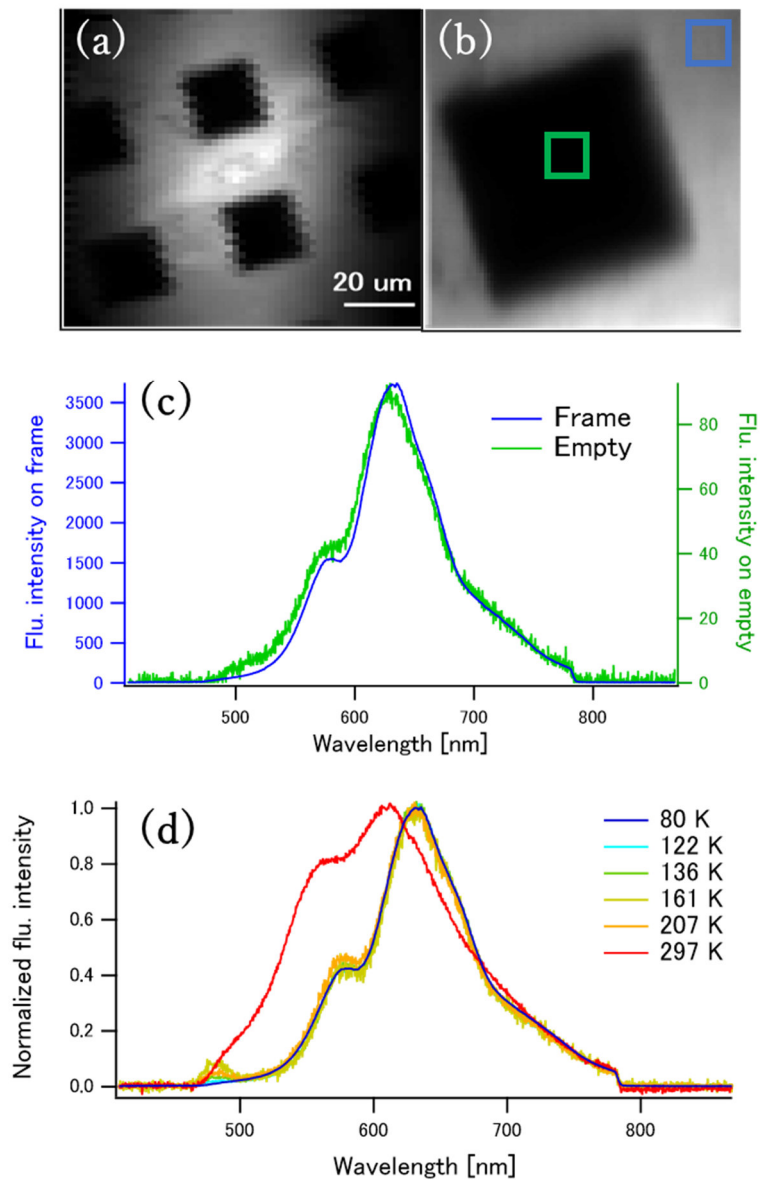 (a)
(b)
20 um
(c)
Flu. intensity on frame
3500
3000
2500
2000
1500
1000
500
0
Frame
Empty
80
60
40
20
0
Flu. intensity on empty
500 600 700 800
Wavelength [nm]
(d)
Normalized flu. intensity
1.0
0.8
0.6
0.4
0.2
0.0
80 K
122 K
136 K
161 K
207 K
297 K
500 600 700 800
Wavelength [nm]